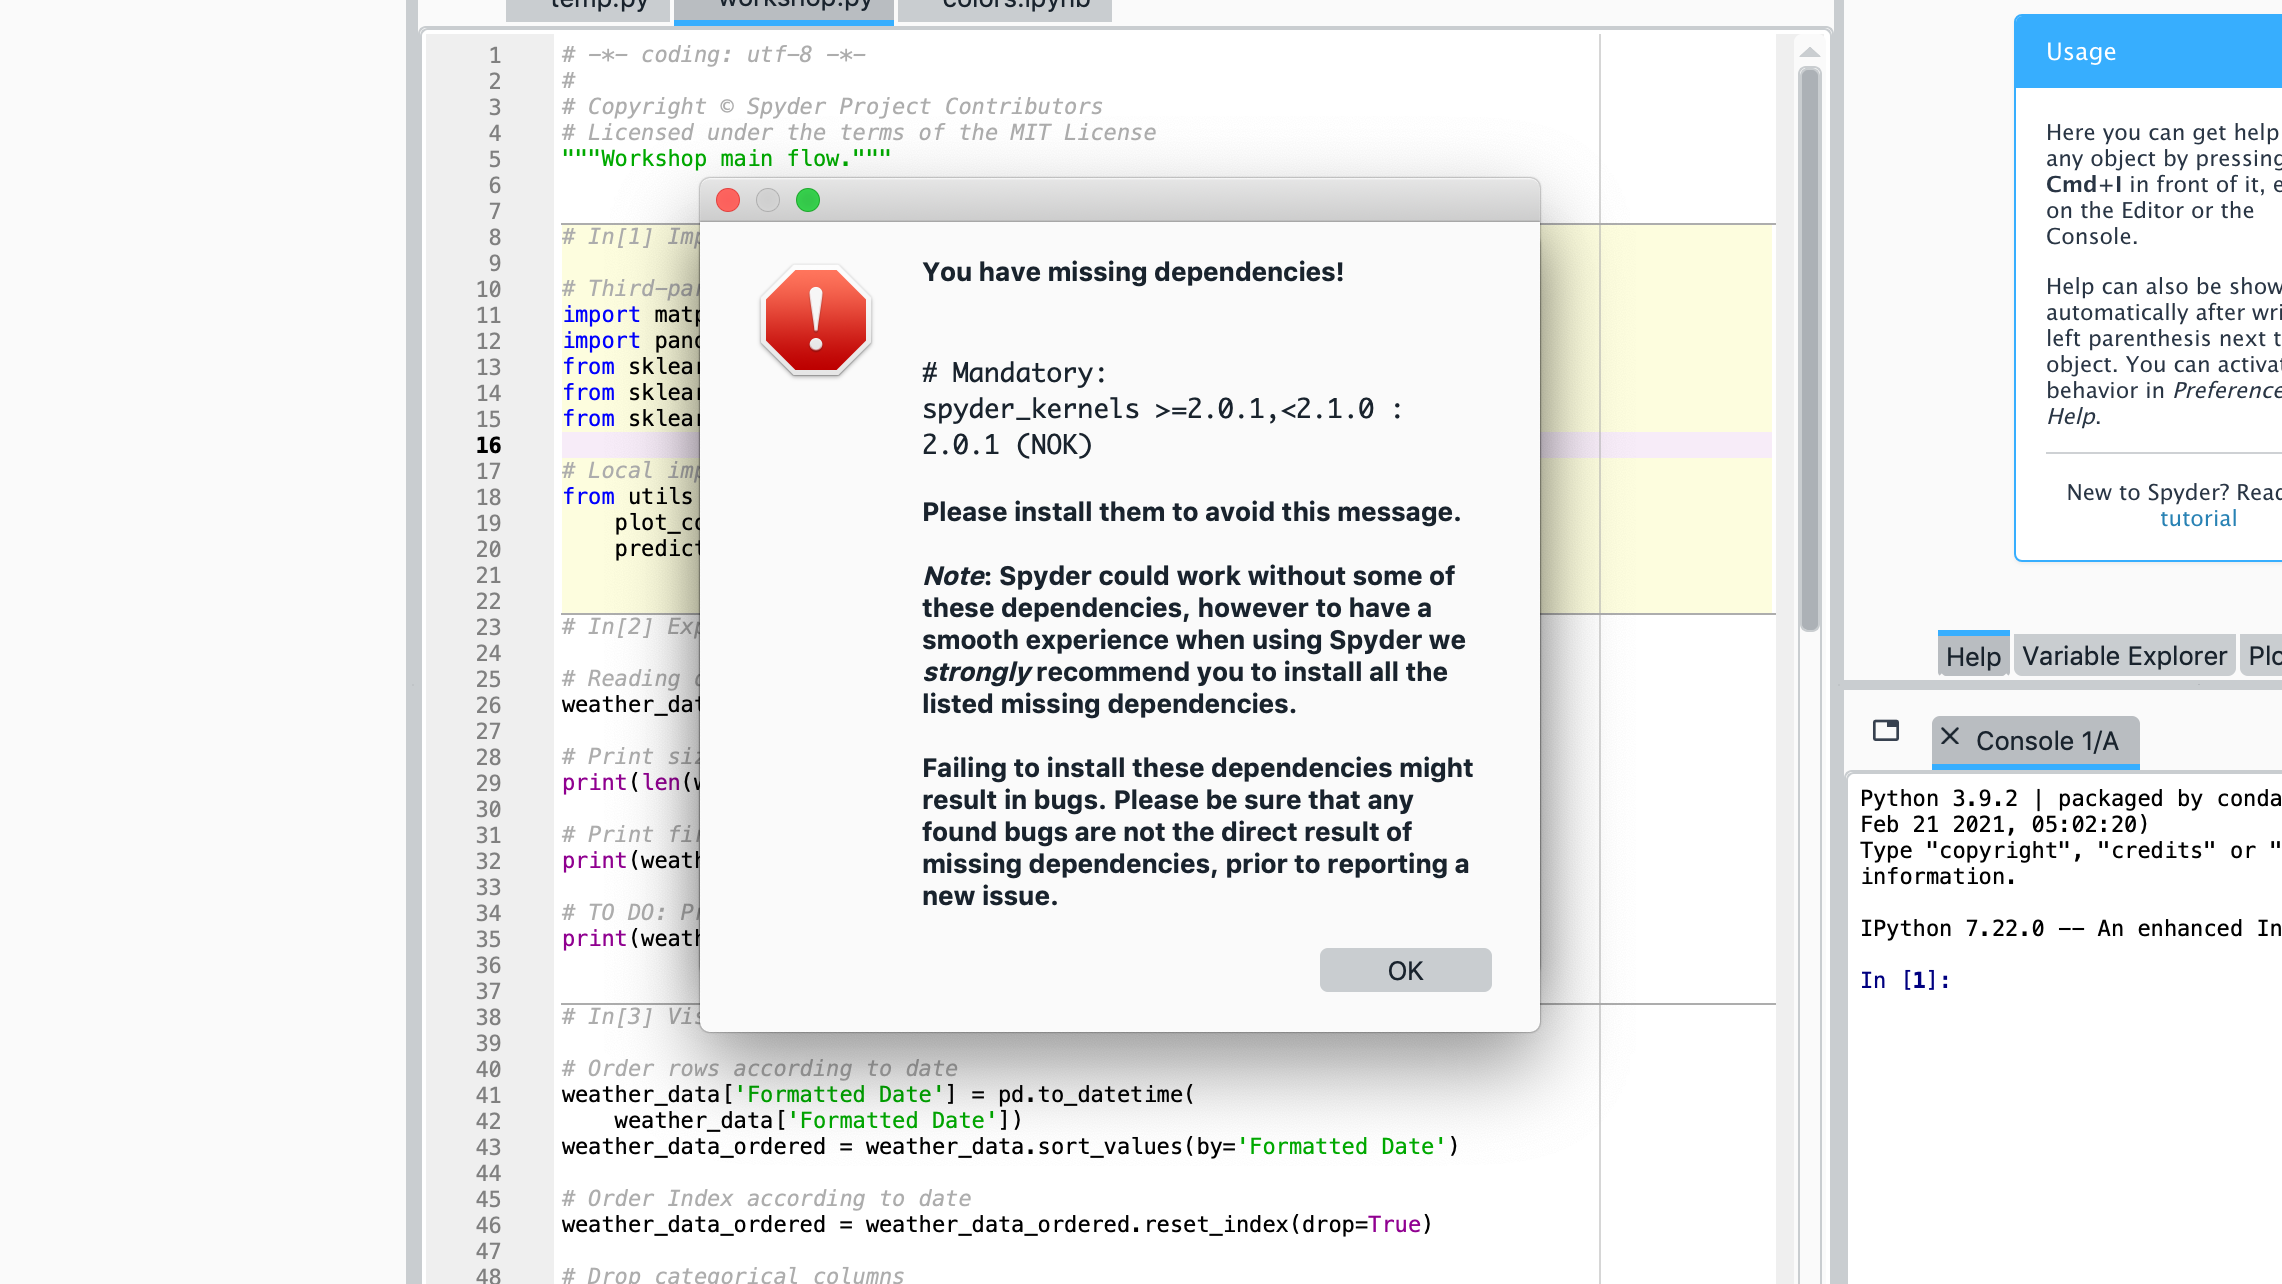 temp.py workshop.py colors.ipynb
1 # -*- coding: utf-8 -*-
2 #
3 # Copyright © Spyder Project Contributors
4 # Licensed under the terms of the MIT License
5 """Workshop main flow."""
6
7
8 # In[1] Imp
9
10 # Third-par
11 import matp
12 import pand
13 from sklear
14 from sklear
15 from sklear
16
17 # Local imp
18 from utils
19 plot_co
20 predict
21
22
23 # In[2] Exp
24
25 # Reading d
26 weather_dat
27
28 # Print siz
29 print(len(w
30
31 # Print fir
32 print(weath
33
34 # TO DO: Pr
35 print(weath
36
37
38 # In[3] Vis
39
40 # Order rows according to date
41 weather_data['Formatted Date'] = pd.to_datetime(
42 weather_data['Formatted Date'])
43 weather_data_ordered = weather_data.sort_values(by='Formatted Date')
44
45 # Order Index according to date
46 weather_data_ordered = weather_data_ordered.reset_index(drop=True)
47
48 # Drop categorical columns
You have missing dependencies!
# Mandatory:
spyder_kernels >=2.0.1,<2.1.0 :
2.0.1 (NOK)
Please install them to avoid this message.
Note: Spyder could work without some of
these dependencies, however to have a
smooth experience when using Spyder we
strongly recommend you to install all the
listed missing dependencies.
Failing to install these dependencies might
result in bugs. Please be sure that any
found bugs are not the direct result of
missing dependencies, prior to reporting a
new issue.
OK
Usage
Here you can get help
any object by pressing
Cmd+I in front of it, e
on the Editor or the
Console.
Help can also be show
automatically after wri
left parenthesis next t
object. You can activat
behavior in Preference
Help.
New to Spyder? Read
tutorial
Help Variable Explorer Plo
Console 1/A
Python 3.9.2 | packaged by conda
Feb 21 2021, 05:02:20)
Type "copyright", "credits" or "
information.
IPython 7.22.0 -- An enhanced In
In [1]: